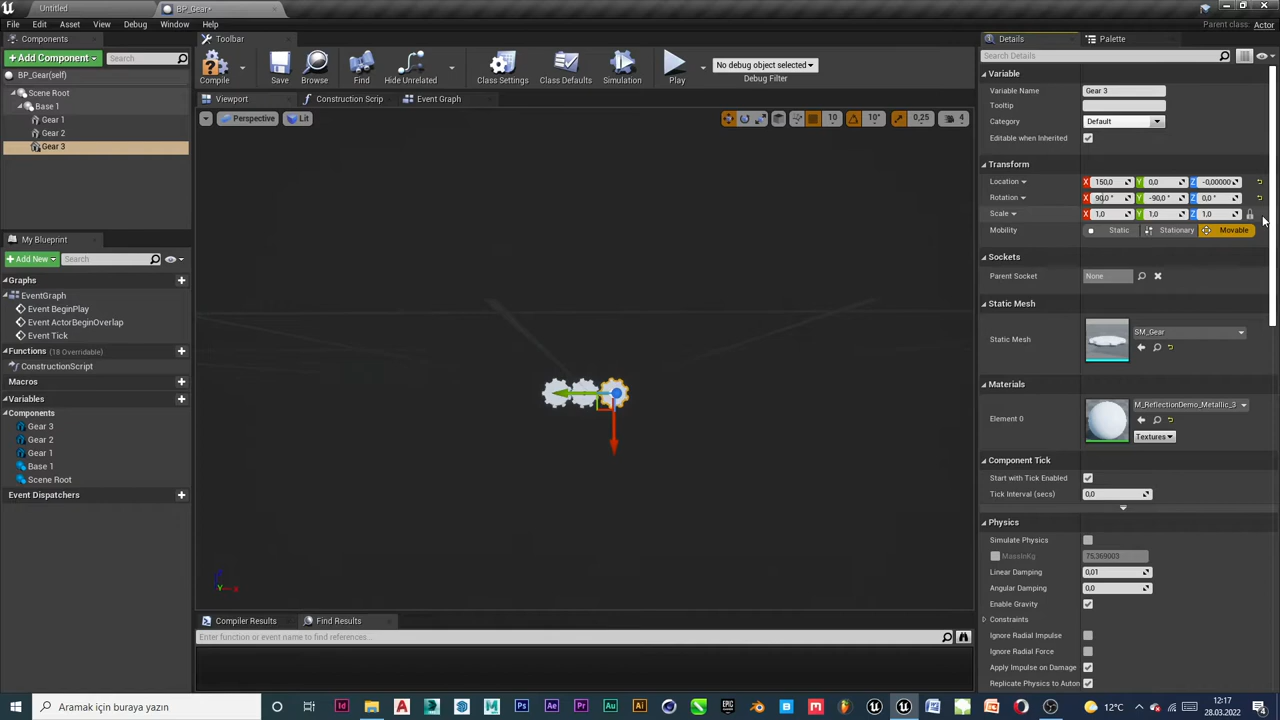 Untitled
BP_Gear*
File Edit Asset View Debug Window Help
Parent class: Actor
Components
+Add Component
Search
BP_Gear(self)
Scene Root
Base 1
Gear 1
Gear 2
Gear 3
My Blueprint
+Add New
Search
Graphs
EventGraph
Event BeginPlay
Event ActorBeginOverlap
Event Tick
Functions (18 Overridable)
ConstructionScript
Macros
Variables
Components
Gear 3
Gear 2
Gear 1
Base 1
Scene Root
Event Dispatchers
Toolbar
Compile Save Browse Find Hide Unrelated Class Settings Class Defaults Simulation Play
No debug object selected
Debug Filter
Viewport Construction Scrip Event Graph
Perspective Lit 10 10° 0,25 4
Z
Y X
Compiler Results Find Results
Enter function or event name to find references...
Details Palette
Search Details
Variable
Variable Name Gear 3
Tooltip
Category Default
Editable when Inherited
Transform
Location X 150,0 Y 0,0 Z -0,00000
Rotation X 90,0 ° Y -90,0 ° Z 0,0 °
Scale X 1,0 Y 1,0 Z 1,0
Mobility Static Stationary Movable
Sockets
Parent Socket None
Static Mesh
Static Mesh SM_Gear
Materials
Element 0 M_ReflectionDemo_Metallic_3
Textures
Component Tick
Start with Tick Enabled
Tick Interval (secs) 0,0
Physics
Simulate Physics
MassInKg 75,369003
Linear Damping 0,01
Angular Damping 0,0
Enable Gravity
Constraints
Ignore Radial Impulse
Ignore Radial Force
Apply Impulse on Damage
Replicate Physics to Auton
Aramak için buraya yazın
12°C
12:17
28.03.2022